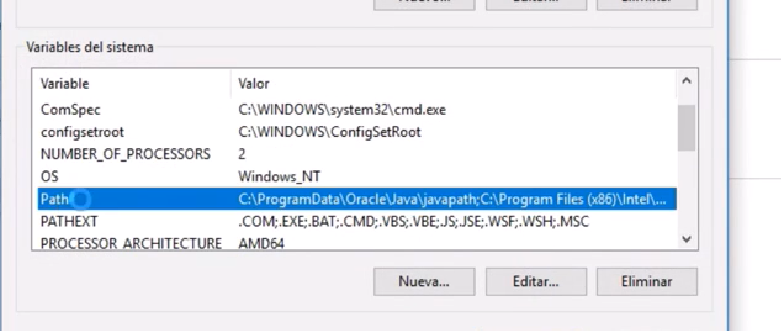 Variables del sistema
Variable Valor
ComSpec C:\WINDOWS\system32\cmd.exe
configsetroot C:\WINDOWS\ConfigSetRoot
NUMBER_OF_PROCESSORS 2
OS Windows_NT
Path C:\ProgramData\Oracle\Java\javapath;C:\Program Files (x86)\Intel\...
PATHEXT .COM;.EXE;.BAT;.CMD;.VBS;.VBE;.JS;.JSE;.WSF;.WSH;.MSC
PROCESSOR_ARCHITECTURE AMD64
Nueva... Editar... Eliminar